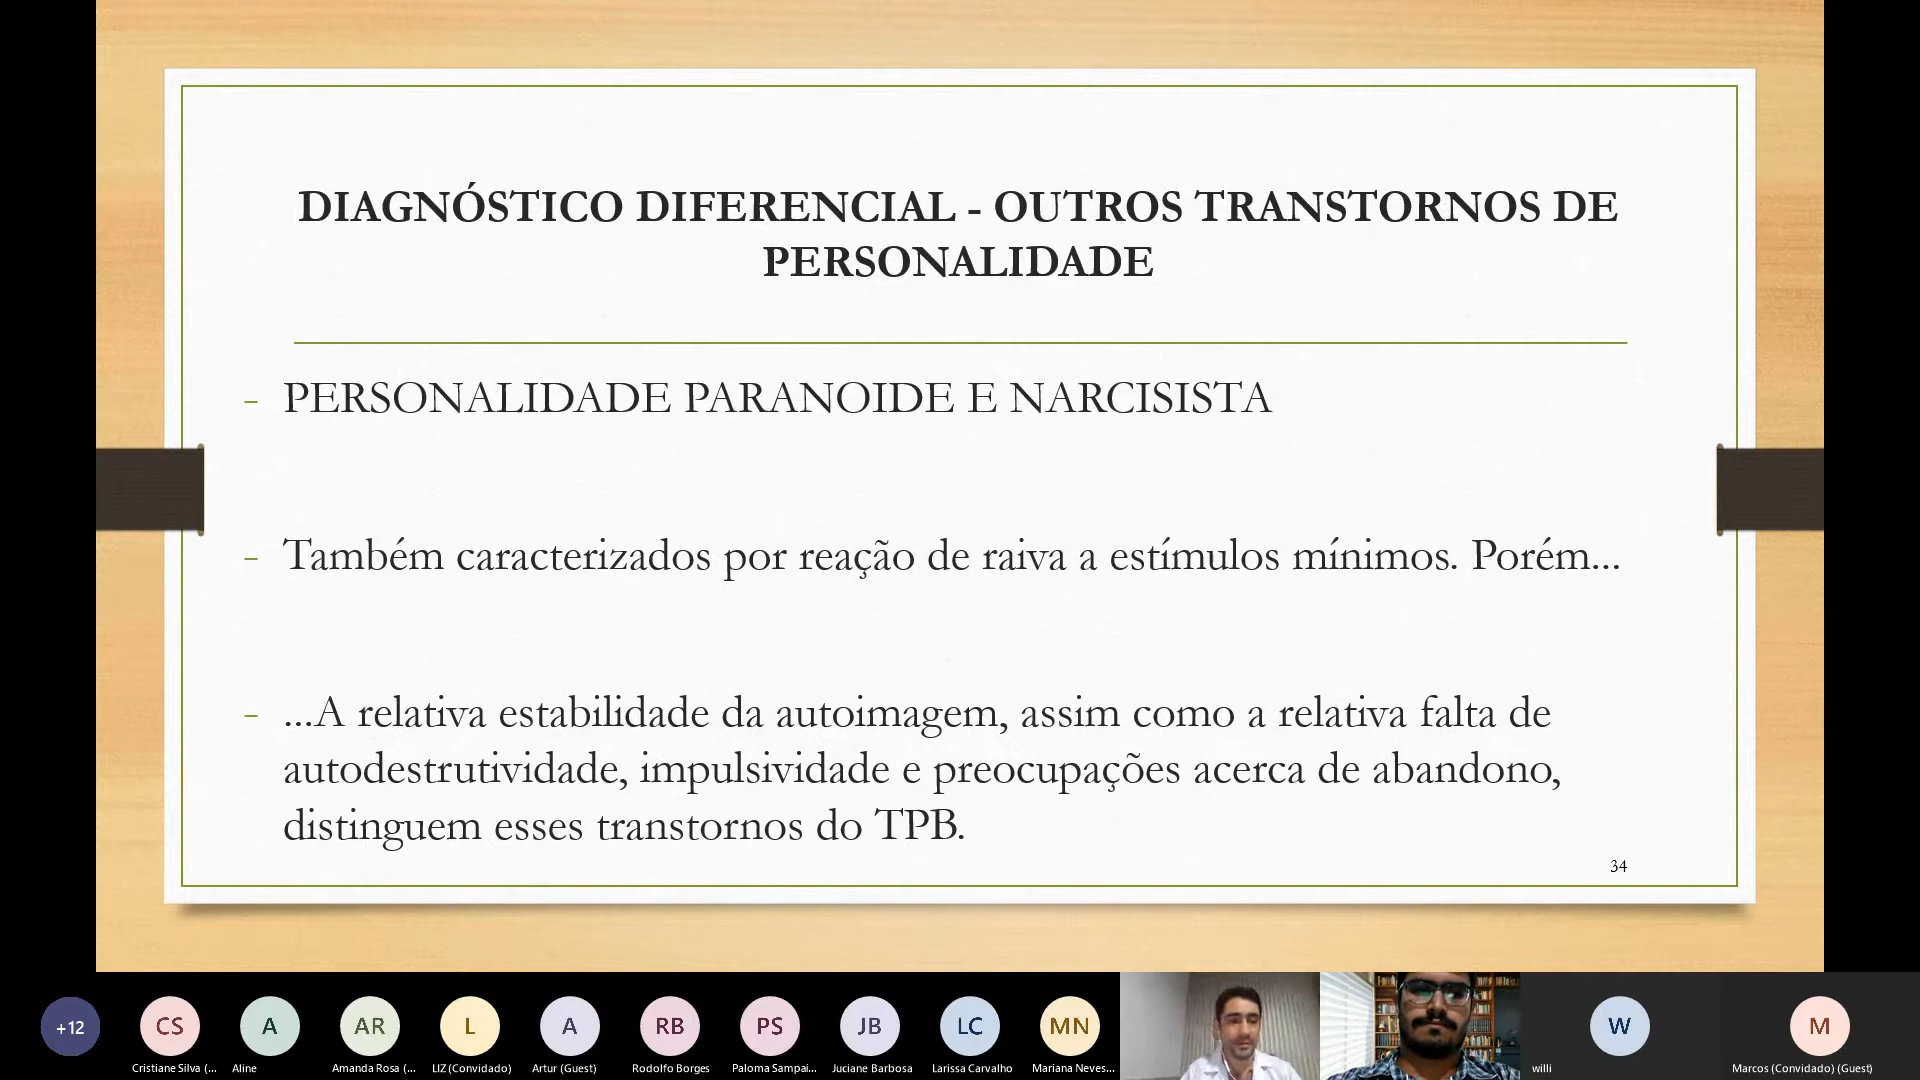 DIAGNÓSTICO DIFERENCIAL - OUTROS TRANSTORNOS DE
PERSONALIDADE
- PERSONALIDADE PARANOIDE E NARCISISTA
- Também caracterizados por reação de raiva a estímulos mínimos. Porém...
- ...A relativa estabilidade da autoimagem, assim como a relativa falta de
autodestrutividade, impulsividade e preocupações acerca de abandono,
distinguem esses transtornos do TPB.
34
+12 CS A AR L A RB PS JB LC MN W M
Cristiane Silva (... Aline Amanda Rosa (... LIZ (Convidado) Artur (Guest) Rodolfo Borges Paloma Sampai... Juciane Barbosa Larissa Carvalho Mariana Neves... willi Marcos (Convidado) (Guest)